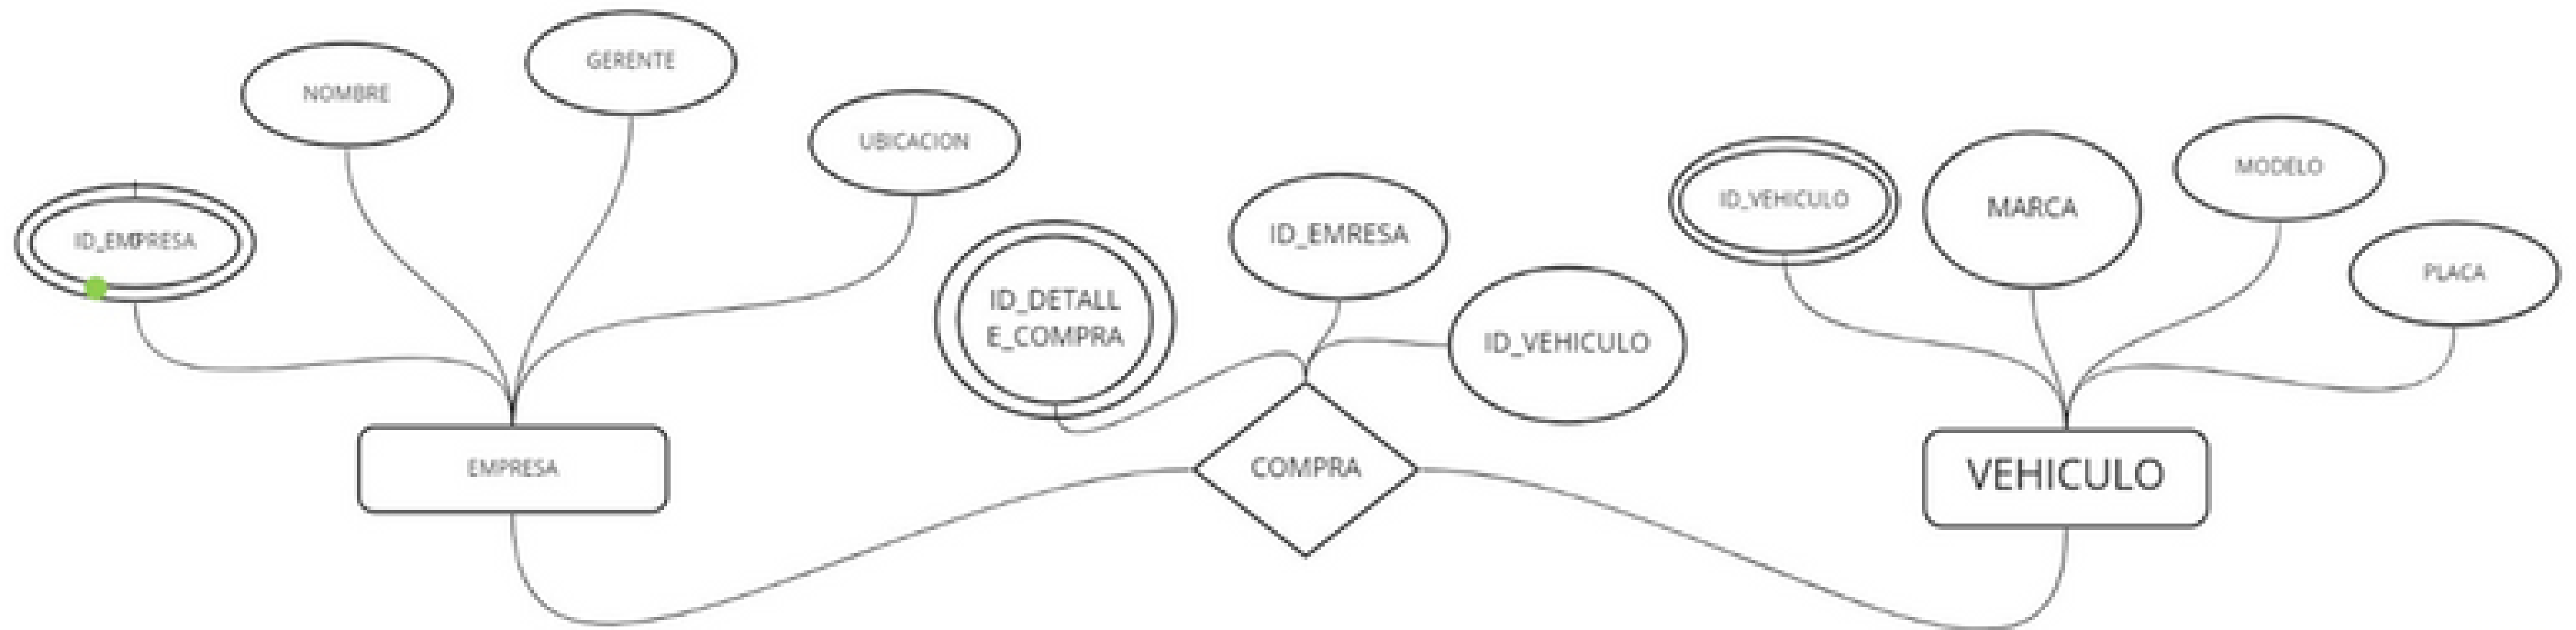 GERENTE
NOMBRE
UBICACION
ID_EMPRESA
ID_DETALL
E_COMPRA
ID_EMRESA
ID_VEHICULO
ID_VEHICULO
MARCA
MODELO
PLACA
EMPRESA
COMPRA
VEHICULO